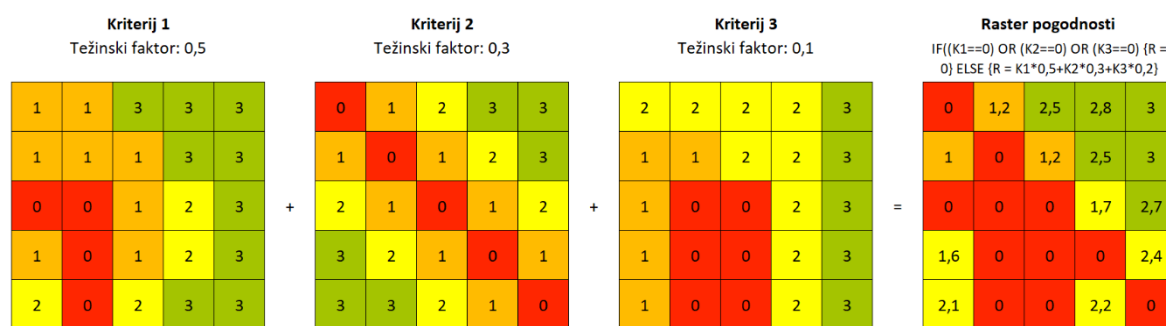 Kriterij 1
Težinski faktor: 0,5
Kriterij 2
Težinski faktor: 0,3
Kriterij 3
Težinski faktor: 0,1
Raster pogodnosti
IF((K1==0) OR (K2==0) OR (K3==0) {R =
0} ELSE {R = K1*0,5+K2*0,3+K3*0,2}
1 1 3 3 3
1 1 1 3 3
0 0 1 2 3
1 0 1 2 3
2 0 2 3 3
+
0 1 2 3 3
1 0 1 2 3
2 1 0 1 2
3 2 1 0 1
3 3 2 1 0
+
2 2 2 2 3
1 1 2 2 3
1 0 0 2 3
1 0 0 2 3
1 0 0 2 3
=
0 1,2 2,5 2,8 3
1 0 1,2 2,5 3
0 0 0 1,7 2,7
1,6 0 0 0 2,4
2,1 0 0 2,2 0